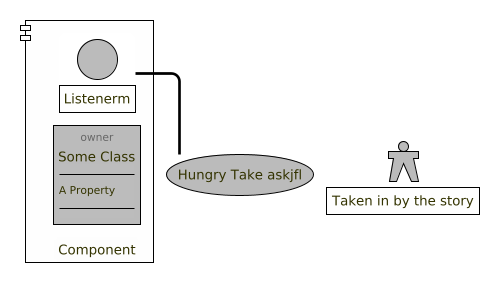 Listenerm
owner
Some Class
A Property
Component
Hungry Take askjfl
Taken in by the story